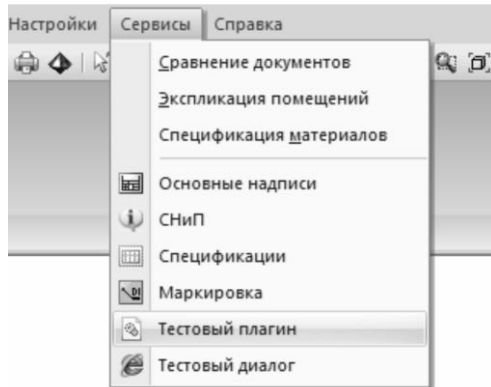 Настройки Сервисы Справка
Сравнение документов
Экспликация помещений
Спецификация материалов
Основные надписи
СНиП
Спецификации
Маркировка
Тестовый плагин
Тестовый диалог